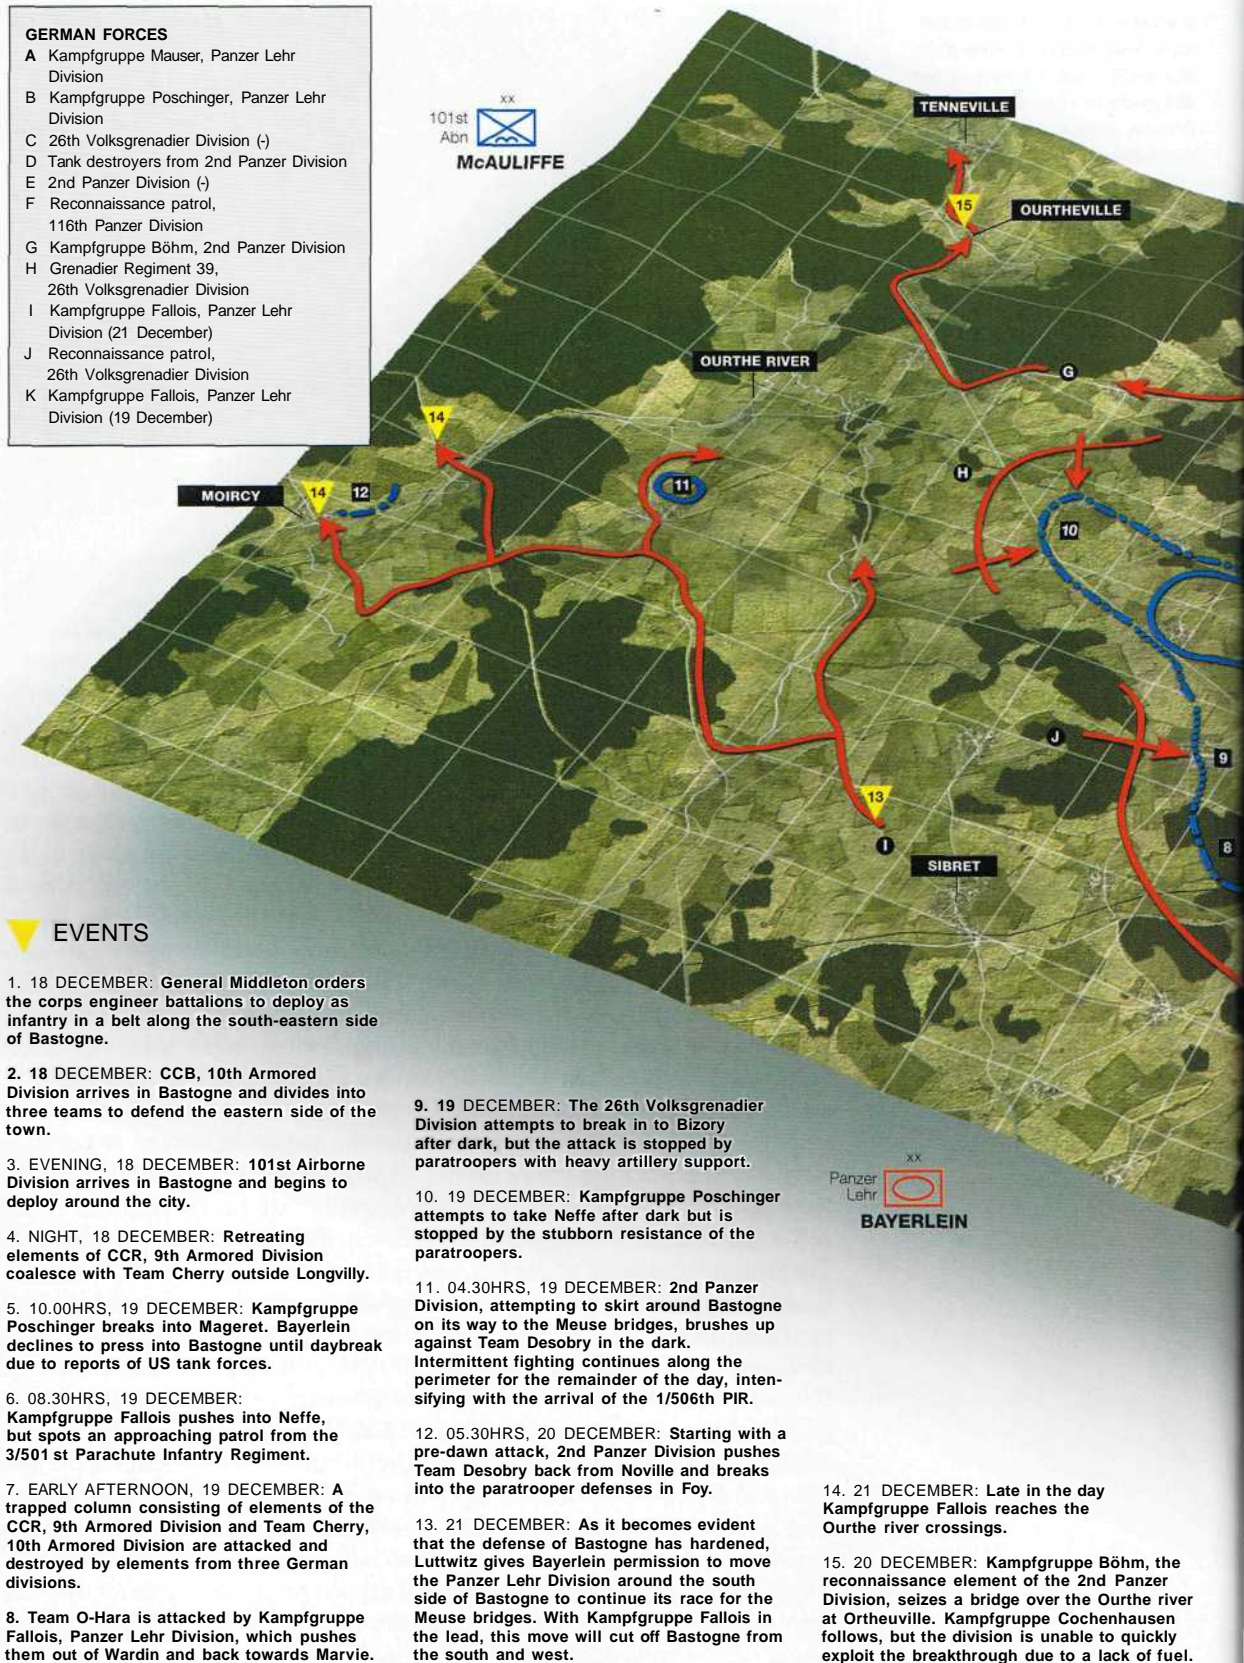 GERMAN FORCES
A Kampfgruppe Mauser, Panzer Lehr
Division
B Kampfgruppe Poschinger, Panzer Lehr
Division
C 26th Volksgrenadier Division (-)
D Tank destroyers from 2nd Panzer Division
E 2nd Panzer Division (-)
F Reconnaissance patrol,
116th Panzer Division
G Kampfgruppe Böhm, 2nd Panzer Division
H Grenadier Regiment 39,
26th Volksgrenadier Division
I Kampfgruppe Fallois, Panzer Lehr
Division (21 December)
J Reconnaissance patrol,
26th Volksgrenadier Division
K Kampfgruppe Fallois, Panzer Lehr
Division (19 December)
xx
101st
Abn
McAULIFFE
TENNEVILLE
15
OURTHEVILLE
OURTHE RIVER
G
14
H
MOIRCY
14
12
11
10
J
9
13
8
I
SIBRET
EVENTS
1. 18 DECEMBER: General Middleton orders
the corps engineer battalions to deploy as
infantry in a belt along the south-eastern side
of Bastogne.
2. 18 DECEMBER: CCB, 10th Armored
Division arrives in Bastogne and divides into
three teams to defend the eastern side of the
town.
3. EVENING, 18 DECEMBER: 101st Airborne
Division arrives in Bastogne and begins to
deploy around the city.
4. NIGHT, 18 DECEMBER: Retreating
elements of CCR, 9th Armored Division
coalesce with Team Cherry outside Longvilly.
5. 10.00HRS, 19 DECEMBER: Kampfgruppe
Poschinger breaks into Mageret. Bayerlein
declines to press into Bastogne until daybreak
due to reports of US tank forces.
6. 08.30HRS, 19 DECEMBER:
Kampfgruppe Fallois pushes into Neffe,
but spots an approaching patrol from the
3/501 st Parachute Infantry Regiment.
7. EARLY AFTERNOON, 19 DECEMBER: A
trapped column consisting of elements of the
CCR, 9th Armored Division and Team Cherry,
10th Armored Division are attacked and
destroyed by elements from three German
divisions.
8. Team O-Hara is attacked by Kampfgruppe
Fallois, Panzer Lehr Division, which pushes
them out of Wardin and back towards Marvie.
9. 19 DECEMBER: The 26th Volksgrenadier
Division attempts to break in to Bizory
after dark, but the attack is stopped by
paratroopers with heavy artillery support.
10. 19 DECEMBER: Kampfgruppe Poschinger
attempts to take Neffe after dark but is
stopped by the stubborn resistance of the
paratroopers.
11. 04.30HRS, 19 DECEMBER: 2nd Panzer
Division, attempting to skirt around Bastogne
on its way to the Meuse bridges, brushes up
against Team Desobry in the dark.
Intermittent fighting continues along the
perimeter for the remainder of the day, inten-
sifying with the arrival of the 1/506th PIR.
12. 05.30HRS, 20 DECEMBER: Starting with a
pre-dawn attack, 2nd Panzer Division pushes
Team Desobry back from Noville and breaks
into the paratrooper defenses in Foy.
13. 21 DECEMBER: As it becomes evident
that the defense of Bastogne has hardened,
Luttwitz gives Bayerlein permission to move
the Panzer Lehr Division around the south
side of Bastogne to continue its race for the
Meuse bridges. With Kampfgruppe Fallois in
the lead, this move will cut off Bastogne from
the south and west.
xx
Panzer
Lehr
BAYERLEIN
14. 21 DECEMBER: Late in the day
Kampfgruppe Fallois reaches the
Ourthe river crossings.
15. 20 DECEMBER: Kampfgruppe Böhm, the
reconnaissance element of the 2nd Panzer
Division, seizes a bridge over the Ourthe river
at Ortheuville. Kampfgruppe Cochenhausen
follows, but the division is unable to quickly
exploit the breakthrough due to a lack of fuel.